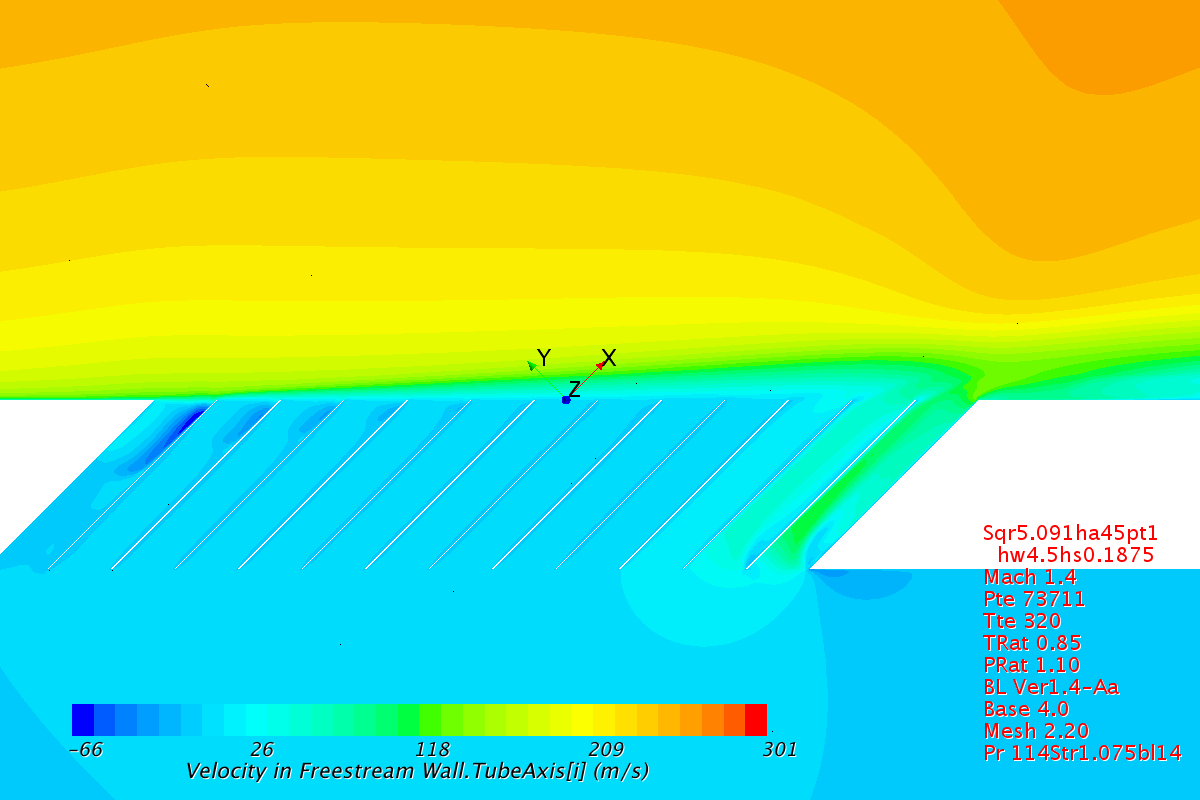 Y X
Z
Sqr5.091ha45pt1
hw4.5hs0.1875
Mach 1.4
Pte 73711
Tte 320
TRat 0.85
PRat 1.10
BL Ver1.4-Aa
Base 4.0
Mesh 2.20
Pr 114Str1.075bl14
-66 26 118 209 301
Velocity in Freestream Wall.TubeAxis[i] (m/s)